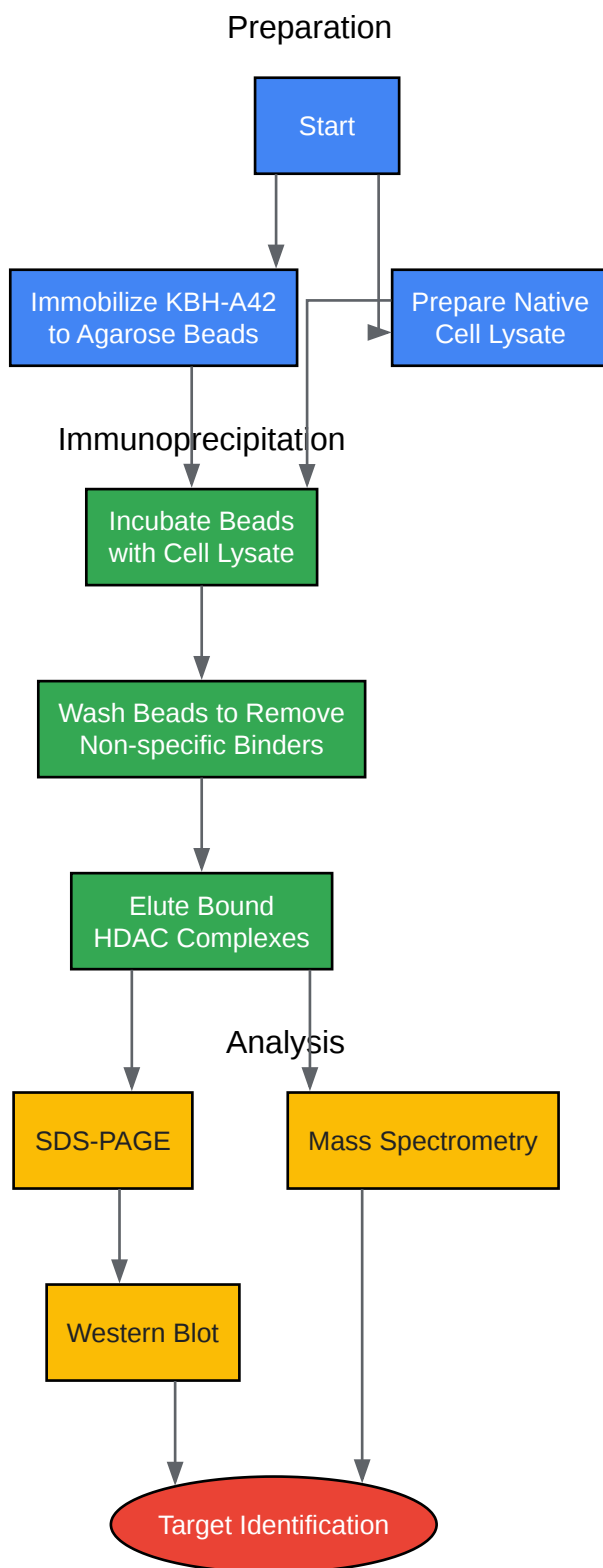 Preparation
Start
Immobilize KBH-A42
to Agarose Beads
Prepare Native
Cell Lysate
Immunoprecipitation
Incubate Beads
with Cell Lysate
Wash Beads to Remove
Non-specific Binders
Elute Bound
HDAC Complexes
Analysis
SDS-PAGE
Mass Spectrometry
Western Blot
Target Identification